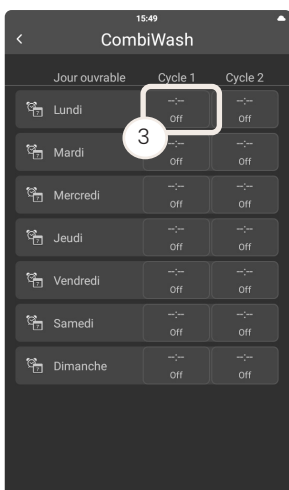 15:49
< CombiWash
Jour ouvrable Cycle 1 Cycle 2
Lundi --:-- Off --:-- Off
3
Mardi --:-- Off --:-- Off
Mercredi --:-- Off --:-- Off
Jeudi --:-- Off --:-- Off
Vendredi --:-- Off --:-- Off
Samedi --:-- Off --:-- Off
Dimanche --:-- Off --:-- Off